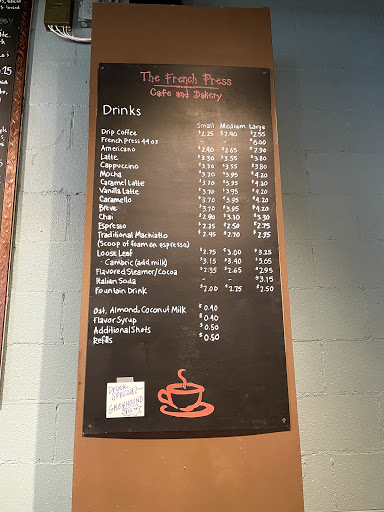 The French Press
Cafe and Bakery
Drinks
Small Medium Large
Drip Coffee $2.25 $2.40 $2.55
French Press 44 oz - - $6.00
Americano $2.40 $2.65 $2.90
Latte $3.30 $3.55 $3.80
Cappuccino $3.30 $3.55 $3.80
Mocha $3.70 $3.95 $4.20
Caramel Latte $3.70 $3.95 $4.20
Vanilla Latte $3.70 $3.95 $4.20
Caramello $3.70 $3.95 $4.20
Breve $3.70 $3.95 $4.20
Chai $2.90 $3.10 $3.30
Espresso $2.25 $2.50 $2.75
Traditional Machiatto $2.45 $2.70 $2.95
(Scoop of foam on espresso)
Loose Leaf $2.75 $3.00 $3.25
- Cambric (add milk) $3.15 $3.40 $3.65
Flavored Steamer/Cocoa $2.35 $2.65 $2.95
Italian Soda - - $3.15
Fountain Drink $2.00 $2.25 $2.50
Oat, Almond, Coconut Milk $0.40
Flavor Syrup $0.40
Additional Shots $0.50
Refills $0.50
SPECIAL-
GREYHOUND